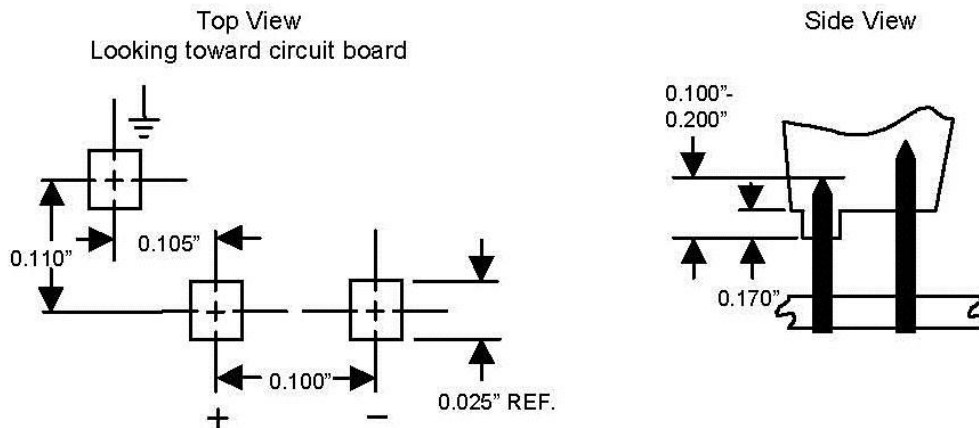 Top View
Looking toward circuit board
0.110”
0.105”
0.100”
0.025” REF.
+
−
Side View
0.100”-
0.200”
0.170”